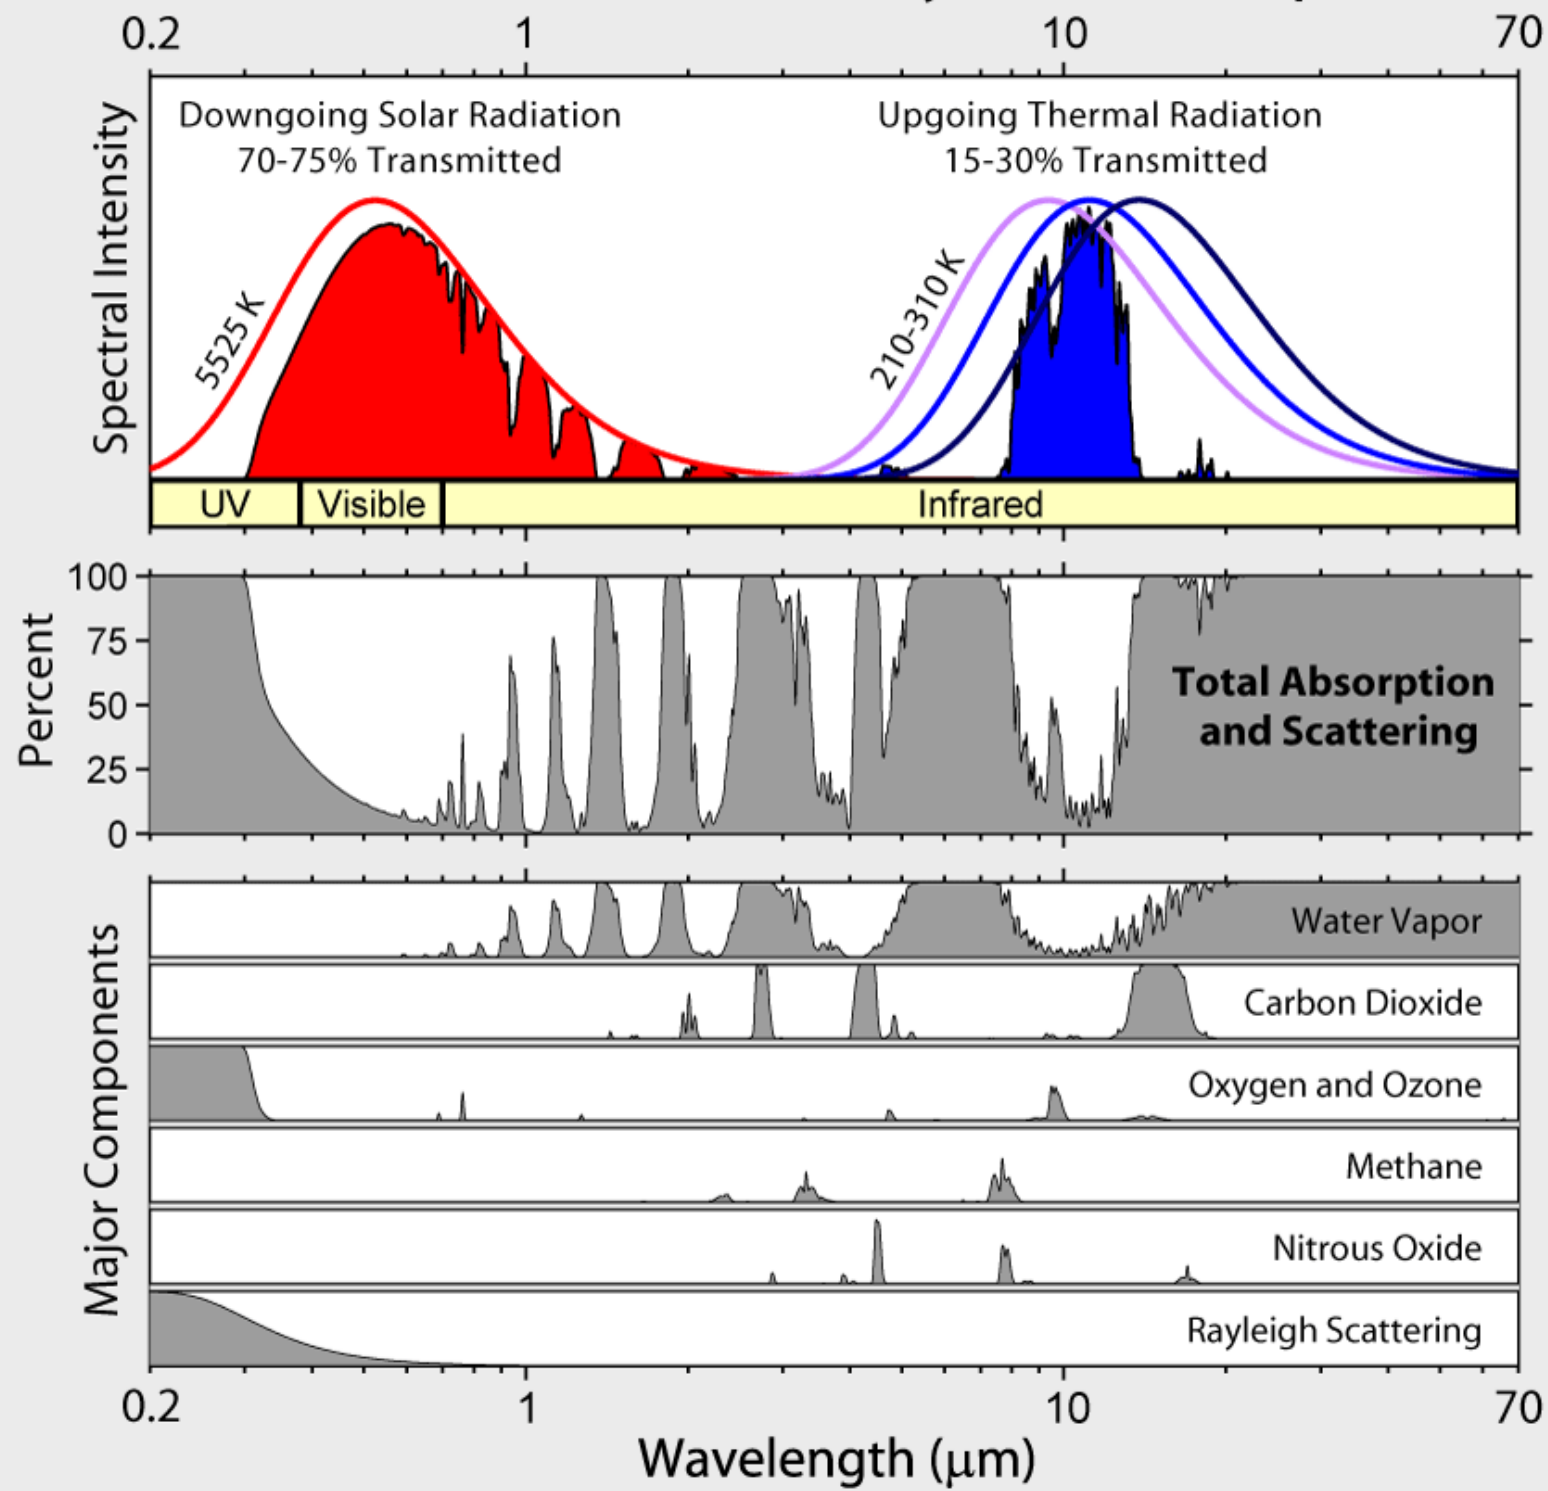 0.2 1 10 70
Downgoing Solar Radiation
70-75% Transmitted
Upgoing Thermal Radiation
15-30% Transmitted
Spectral Intensity
5525 K
210-310 K
UV Visible Infrared
Percent
100
75
50
25
0
Total Absorption
and Scattering
Major Components
Water Vapor
Carbon Dioxide
Oxygen and Ozone
Methane
Nitrous Oxide
Rayleigh Scattering
0.2 1 10 70
Wavelength (μm)